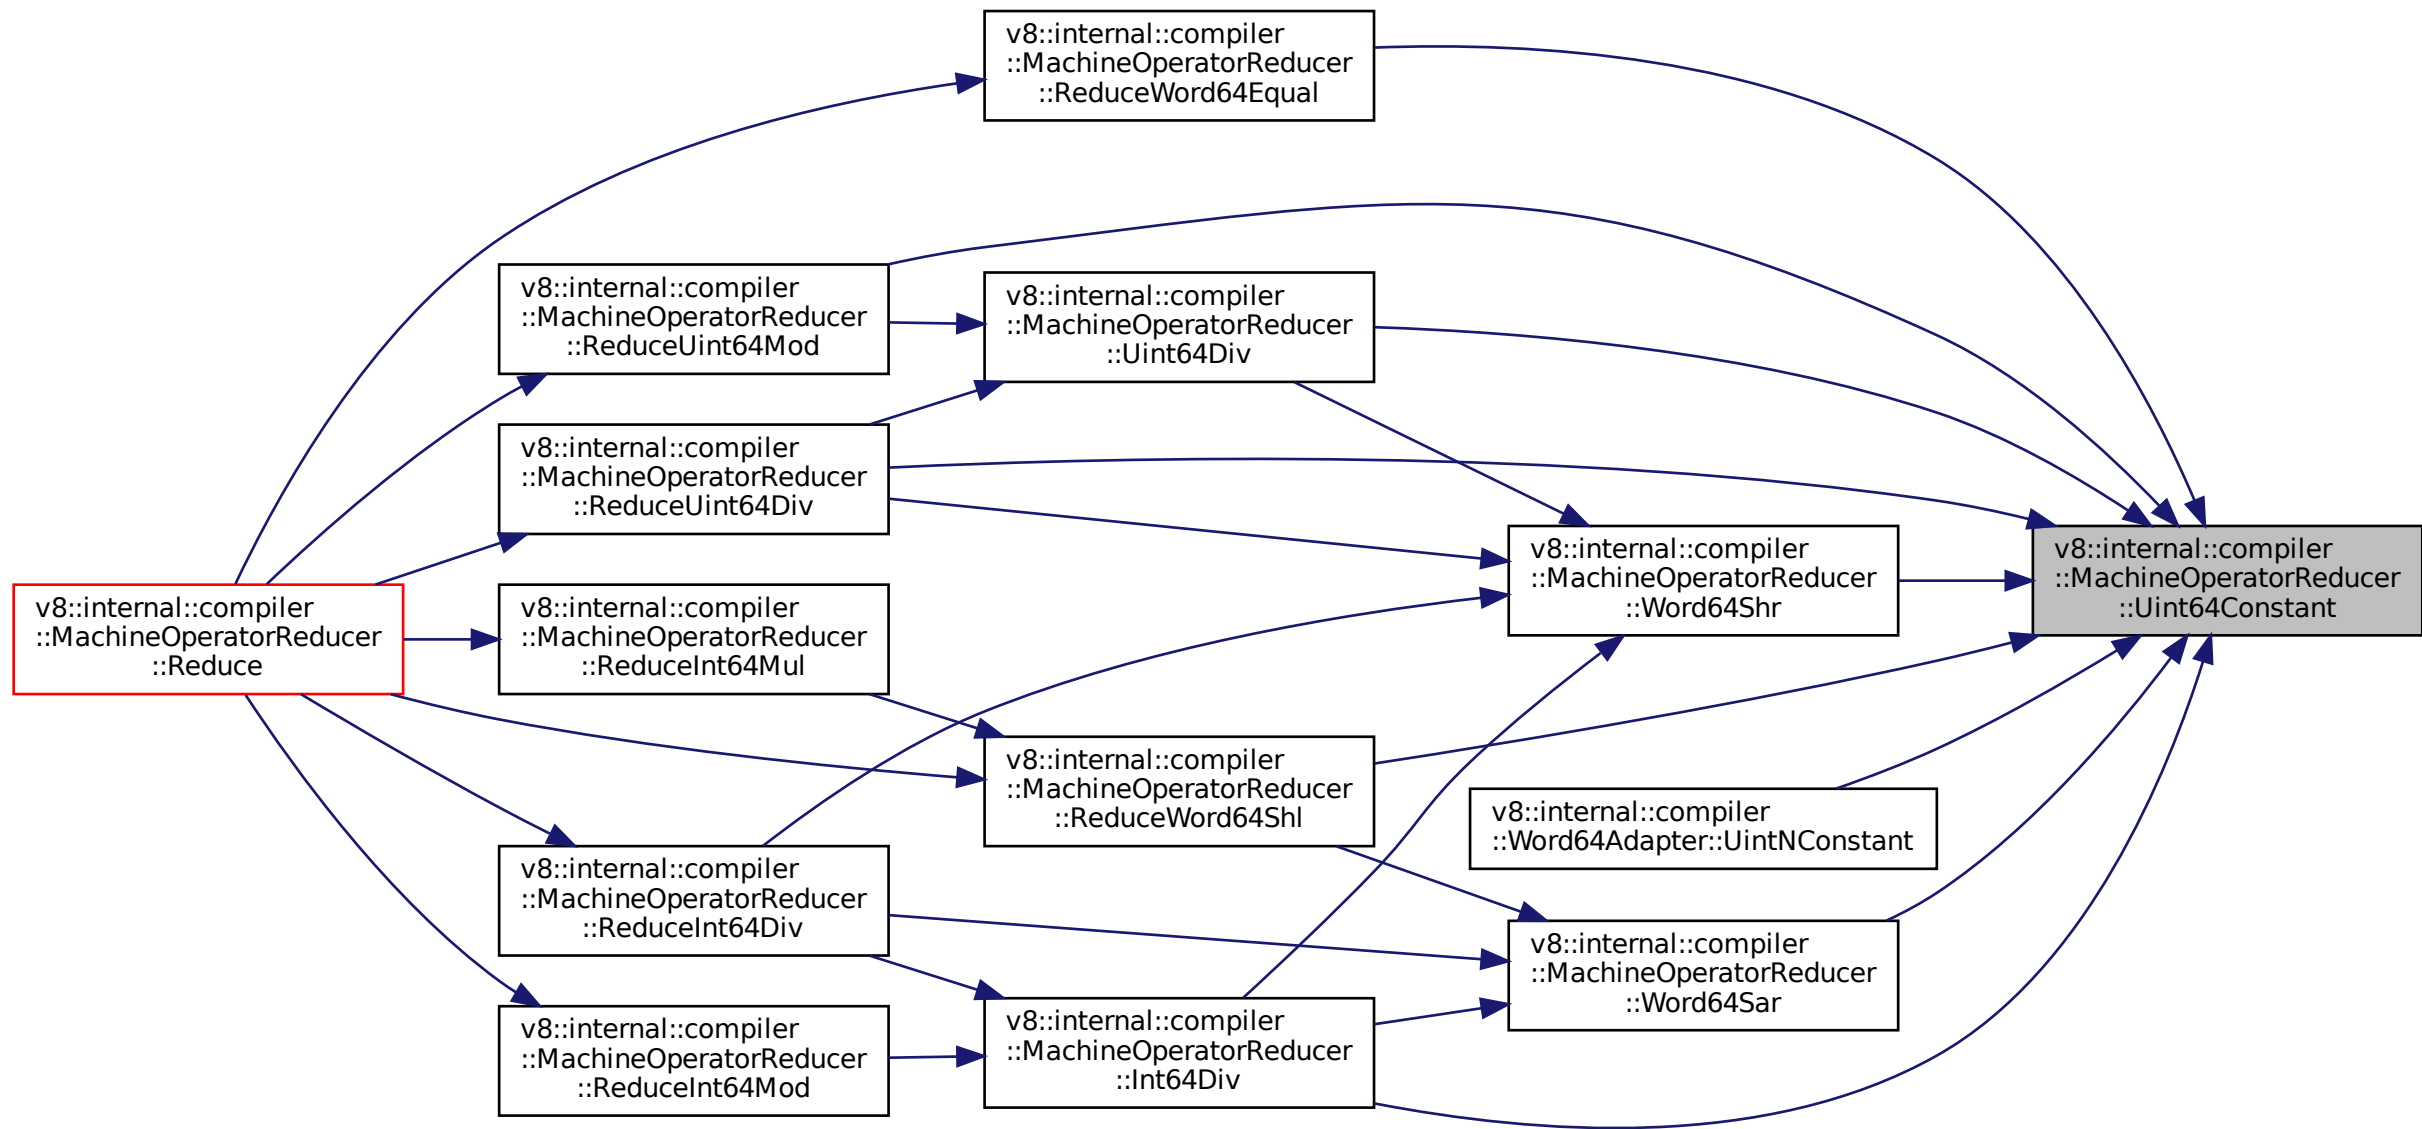 v8::internal::compiler
::MachineOperatorReducer
::ReduceWord64Equal
v8::internal::compiler
::MachineOperatorReducer
::ReduceUint64Mod
v8::internal::compiler
::MachineOperatorReducer
::Uint64Div
v8::internal::compiler
::MachineOperatorReducer
::ReduceUint64Div
v8::internal::compiler
::MachineOperatorReducer
::Word64Shr
v8::internal::compiler
::MachineOperatorReducer
::Uint64Constant
v8::internal::compiler
::MachineOperatorReducer
::Reduce
v8::internal::compiler
::MachineOperatorReducer
::ReduceInt64Mul
v8::internal::compiler
::MachineOperatorReducer
::ReduceWord64Shl
v8::internal::compiler
::Word64Adapter::UintNConstant
v8::internal::compiler
::MachineOperatorReducer
::ReduceInt64Div
v8::internal::compiler
::MachineOperatorReducer
::Word64Sar
v8::internal::compiler
::MachineOperatorReducer
::ReduceInt64Mod
v8::internal::compiler
::MachineOperatorReducer
::Int64Div